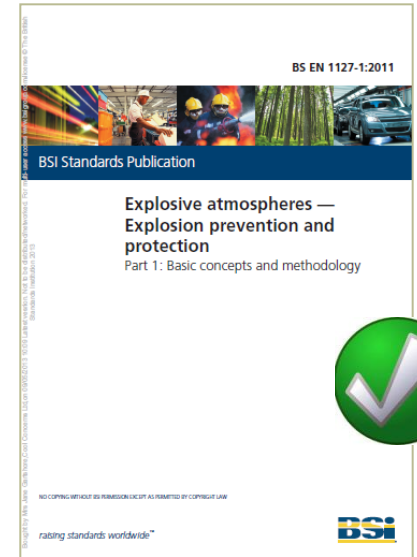 BS EN 1127-1:2011
BSI Standards Publication
Explosive atmospheres —
Explosion prevention and
protection
Part 1: Basic concepts and methodology
NO COPYING WITHOUT BSI PERMISSION EXCEPT AS PERMITTED BY COPYRIGHT LAW
raising standards worldwide™
BSi